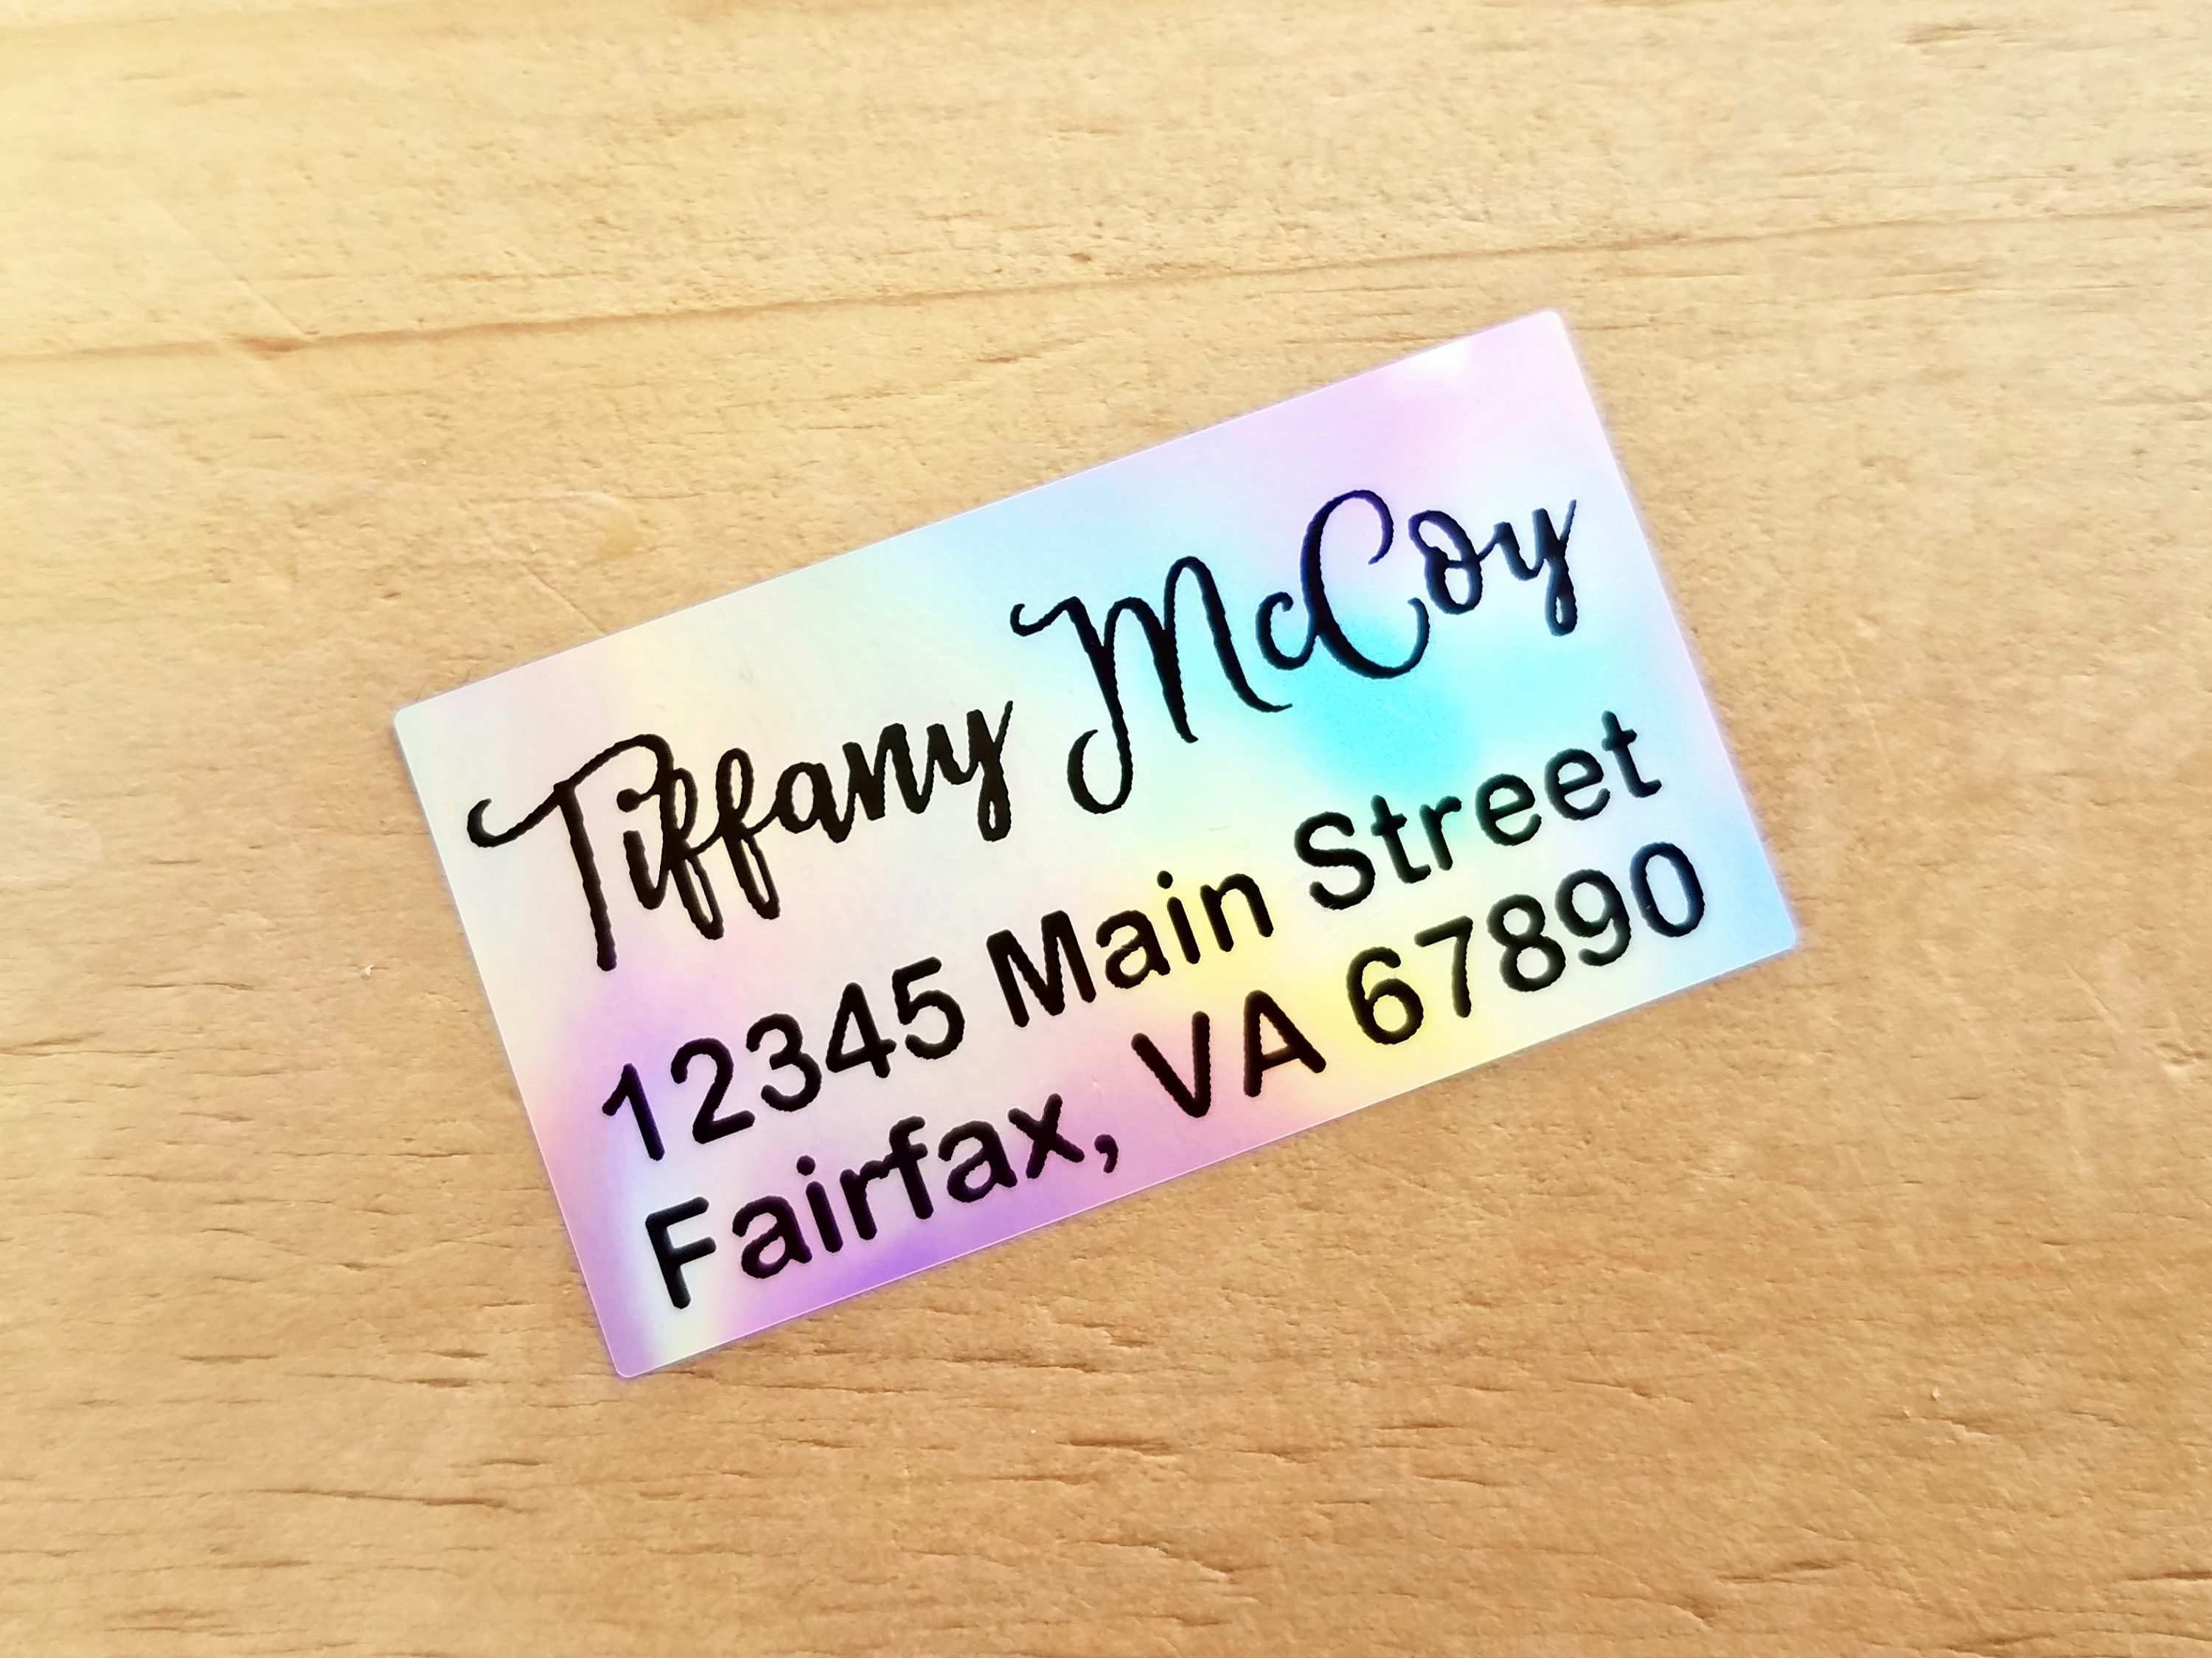 Tiffany McCoy
12345 Main Street
Fairfax, VA 67890